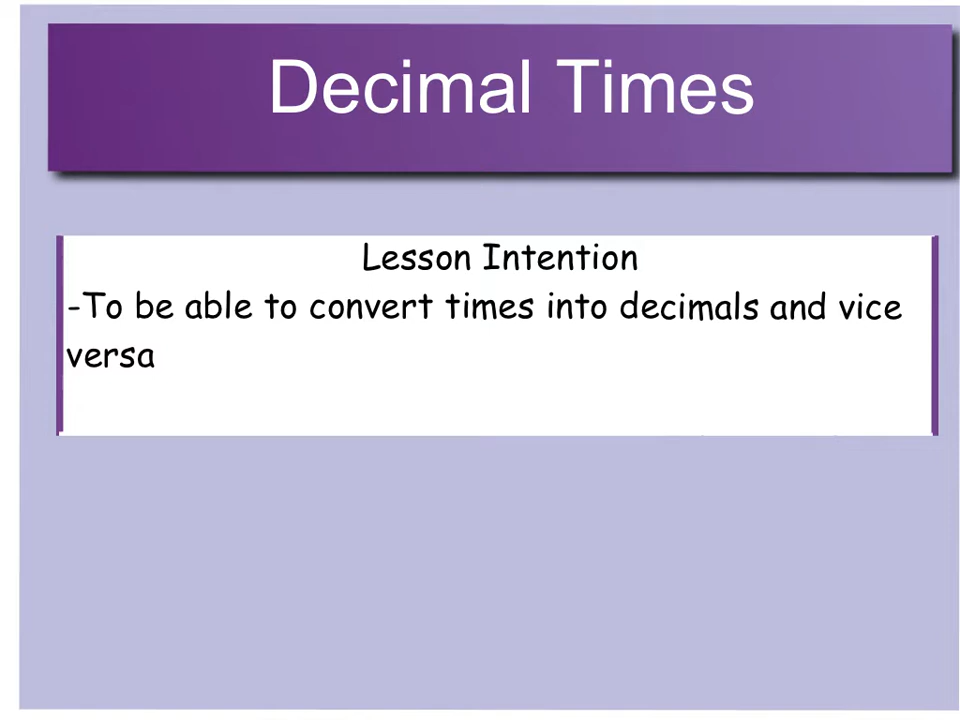 Decimal Times
Lesson Intention
-To be able to convert times into decimals and vice
versa